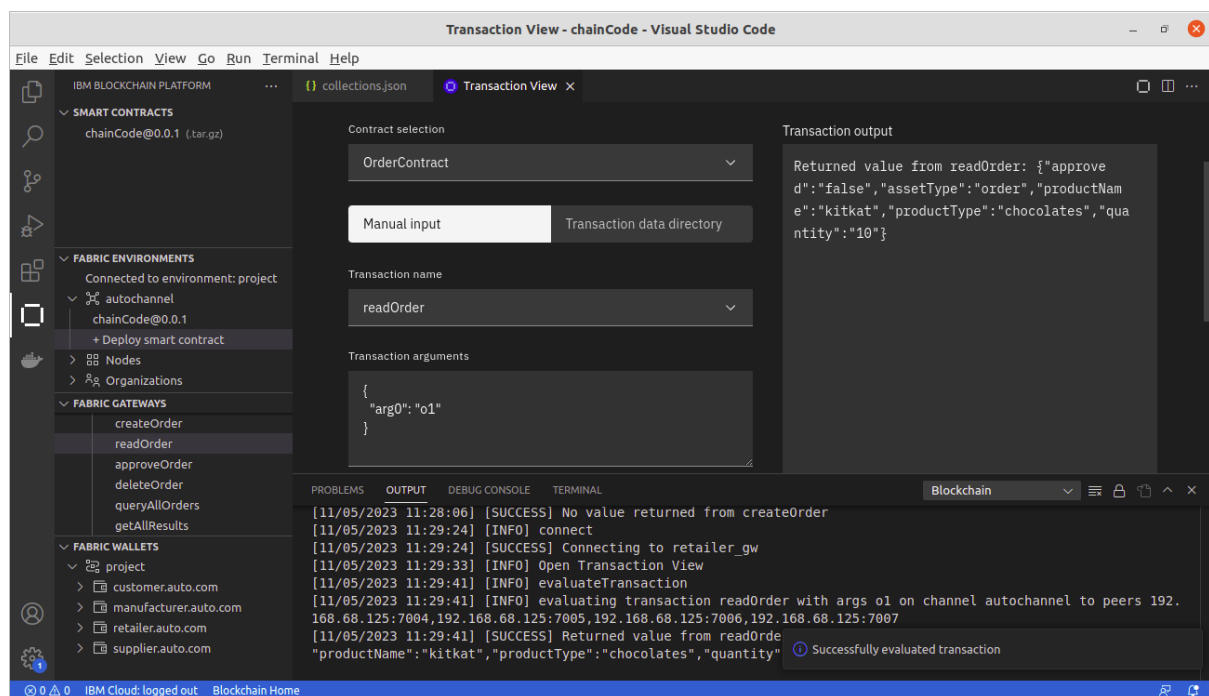 Transaction View - chainCode - Visual Studio Code
File Edit Selection View Go Run Terminal Help
IBM BLOCKCHAIN PLATFORM
SMART CONTRACTS
chainCode@0.0.1 (.tar.gz)
FABRIC ENVIRONMENTS
Connected to environment: project
autochannel
chainCode@0.0.1
+ Deploy smart contract
Nodes
Organizations
FABRIC GATEWAYS
createOrder
readOrder
approveOrder
deleteOrder
queryAllOrders
getAllResults
FABRIC WALLETS
project
customer.auto.com
manufacturer.auto.com
retailer.auto.com
supplier.auto.com
{} collections.json
Transaction View
Contract selection
OrderContract
Manual input
Transaction data directory
Transaction name
readOrder
Transaction arguments
{
"arg0": "o1"
}
Transaction output
Returned value from readOrder: {"approve
d":"false","assetType":"order","productNam
e":"kitkat","productType":"chocolates","qua
ntity":"10"}
PROBLEMS OUTPUT DEBUG CONSOLE TERMINAL
Blockchain
[11/05/2023 11:28:06] [SUCCESS] No value returned from createOrder
[11/05/2023 11:29:24] [INFO] connect
[11/05/2023 11:29:24] [SUCCESS] Connecting to retailer_gw
[11/05/2023 11:29:33] [INFO] Open Transaction View
[11/05/2023 11:29:41] [INFO] evaluateTransaction
[11/05/2023 11:29:41] [INFO] evaluating transaction readOrder with args o1 on channel autochannel to peers 192.
168.68.125:7004,192.168.68.125:7005,192.168.68.125:7006,192.168.68.125:7007
[11/05/2023 11:29:41] [SUCCESS] Returned value from readOrde
"productName":"kitkat","productType":"chocolates","quantity"
Successfully evaluated transaction
1
0 0 IBM Cloud: logged out Blockchain Home